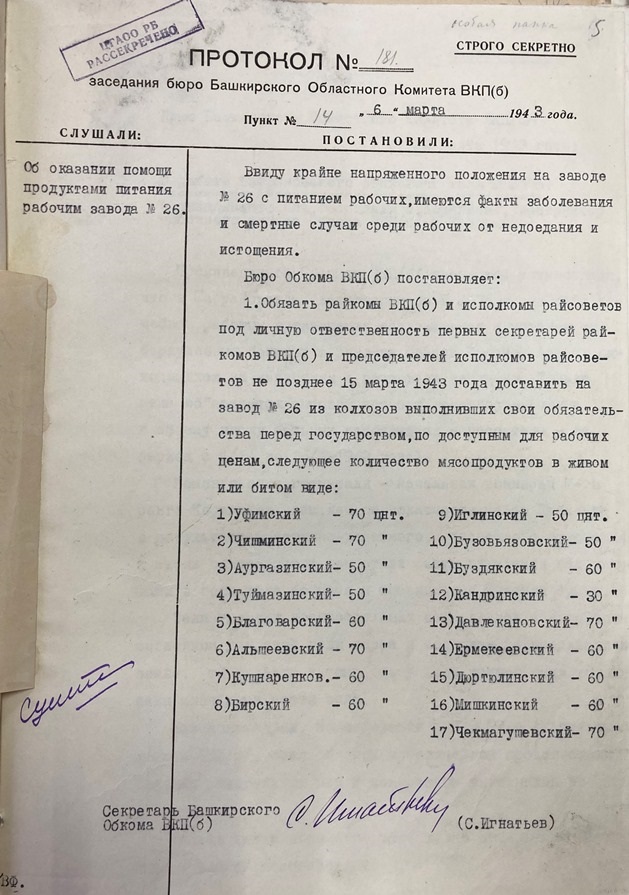 особая папка
5
ЦГАОО РБ
РАССЕКРЕЧЕНО
СТРОГО СЕКРЕТНО
ПРОТОКОЛ № 181.
заседания бюро Башкирского Областного Комитета ВКП(б)
Пункт № 14 „ 6 “ марта 1943 года.
СЛУШАЛИ:
ПОСТАНОВИЛИ:
Об оказании помощи
продуктами питания
рабочим завода № 26.
Ввиду крайне напряженного положения на заводе
№ 26 с питанием рабочих,имеются факты заболевания
и смертные случаи среди рабочих от недоедания и
истощения.
Бюро Обкома ВКП(б) постановляет:
1.Обязать райкомы ВКП(б) и исполкомы райсоветов
под личную ответственность первых секретарей рай-
комов ВКП(б) и председателей исполкомов райсове-
тов не позднее 15 марта 1943 года доставить на
завод № 26 из колхозов выполнивших свои обязатель-
ства перед государством,по доступным для рабочих
ценам,следующее количество мясопродуктов в живом
или битом виде:
1)Уфимский - 70 цнт.
2)Чишминский - 70 "
3)Аургазинский- 50 "
4)Туймазинский- 50 "
5)Благоварский- 60 "
6)Альшеевский - 70 "
7)Кушнаренков.- 60 "
8)Бирский - 60 "
9)Иглинский - 50 цнт.
10)Бузовьязовский- 50 "
11)Буздякский - 60 "
12)Кандринский - 30 "
13)Давлекановский- 70 "
14)Ермекеевский - 60 "
15)Дюртюлинский - 60 "
16)Мишкинский - 60 "
17)Чекмагушевский- 70 "
Секретарь Башкирского
Обкома ВКП(б)
С. Игнатьев
(С.Игнатьев)
ВФ.